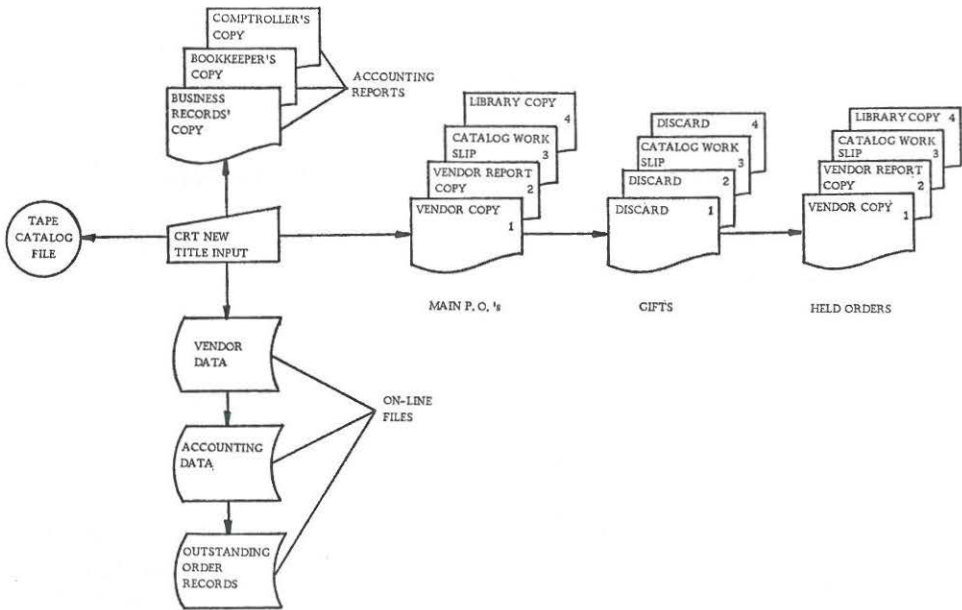 COMPTROLLER'S
COPY
BOOKKEEPER'S
COPY
BUSINESS
RECORDS'
COPY
ACCOUNTING
REPORTS
LIBRARY COPY
4
CATALOG WORK
SLIP 3
VENDOR REPORT
COPY 2
VENDOR COPY
1
MAIN P. O. 's
DISCARD 4
CATALOG WORK
SLIP 3
DISCARD 2
DISCARD 1
GIFTS
LIBRARY COPY 4
CATALOG WORK
SLIP 3
VENDOR REPORT
COPY 2
VENDOR COPY 1
HELD ORDERS
TAPE
CATALOG
FILE
CRT NEW
TITLE INPUT
VENDOR
DATA
ACCOUNTING
DATA
OUTSTANDING
ORDER
RECORDS
ON-LINE
FILES